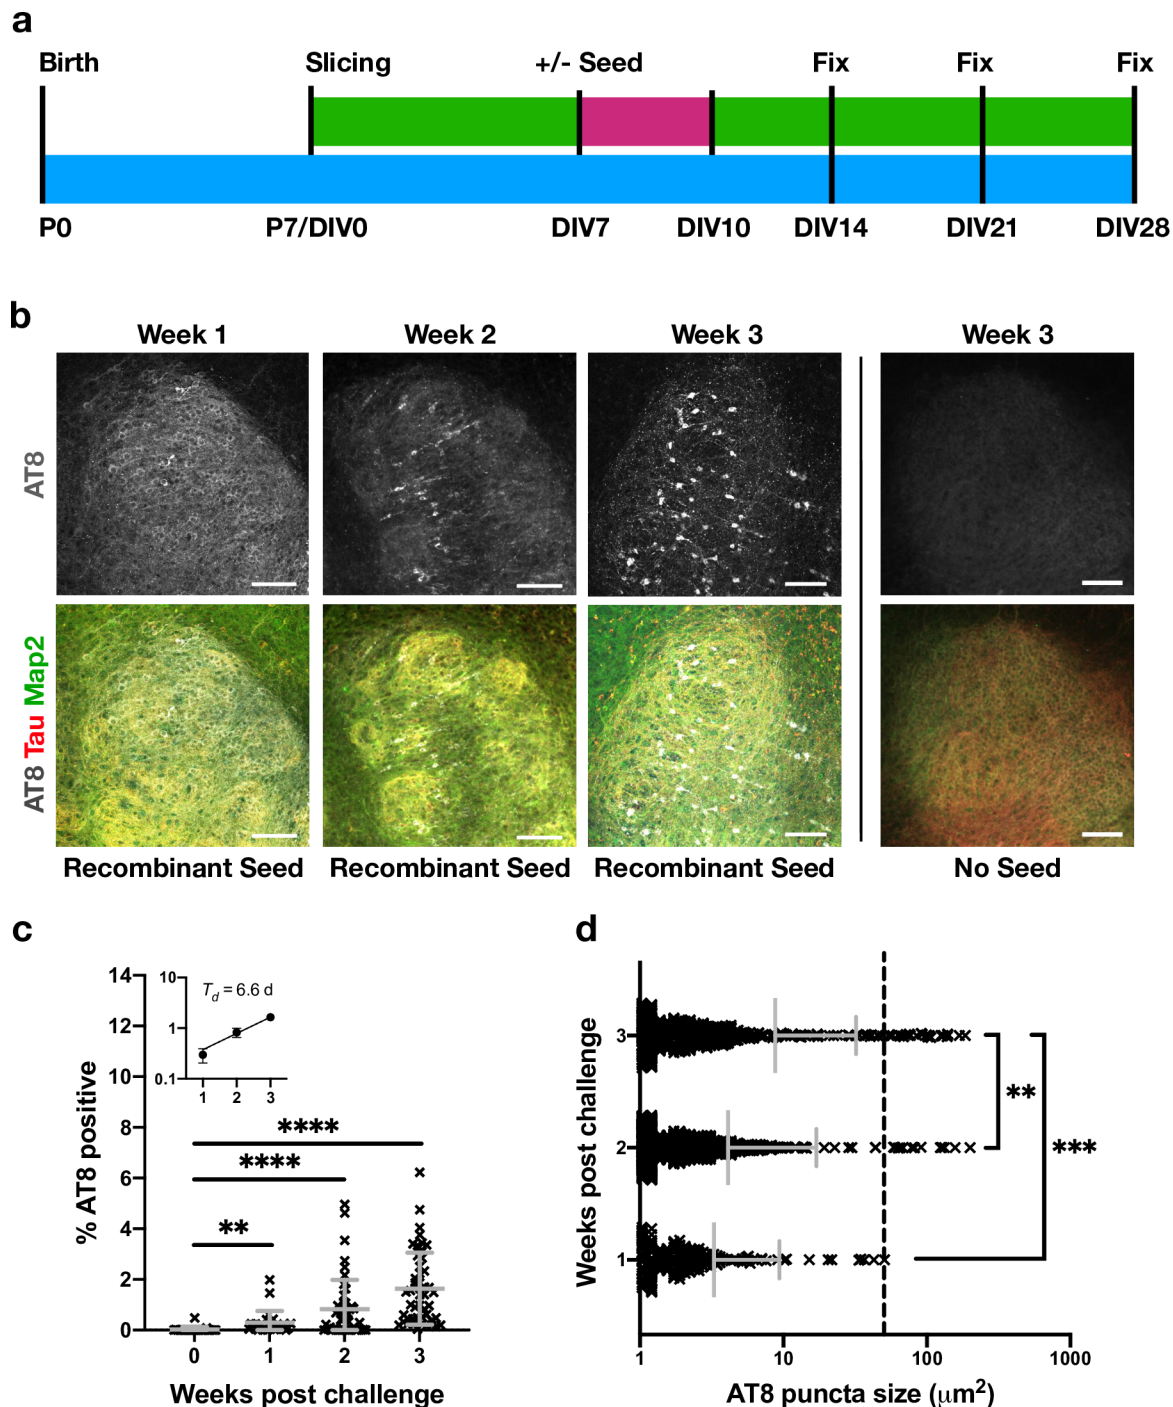 a
Birth Slicing +/- Seed Fix Fix Fix
P0 P7/DIV0 DIV7 DIV10 DIV14 DIV21 DIV28
b
Week 1 Week 2 Week 3 Week 3
AT8
AT8 Tau Map2
Recombinant Seed Recombinant Seed Recombinant Seed No Seed
c
% AT8 positive
14
12
10
8
6
4
2
0
10
1
0.1
Td = 6.6 d
1 2 3
****
****
**
0 1 2 3
Weeks post challenge
d
Weeks post challenge
3
2
1
**
***
1 10 100 1000
AT8 puncta size (μm²)